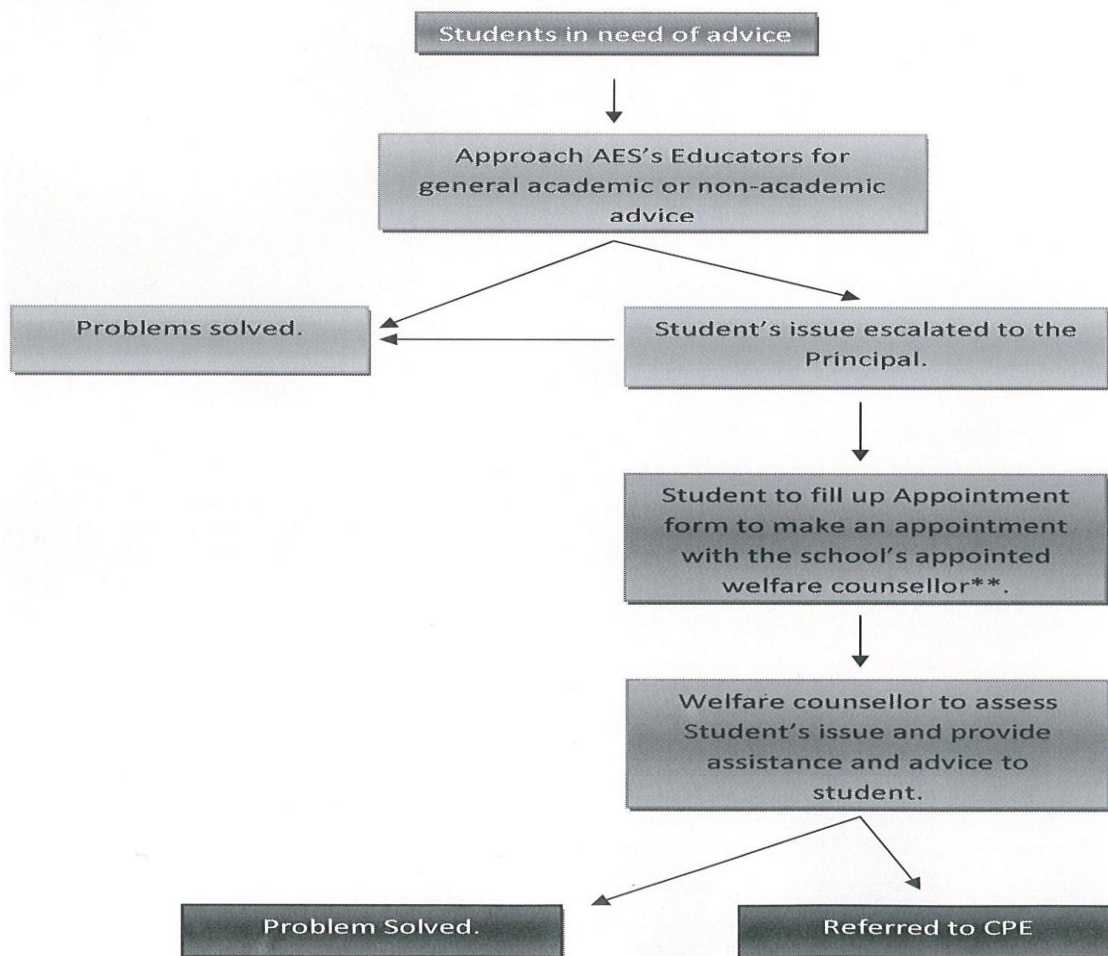 Students in need of advice
Approach AES's Educators for
general academic or non-academic
advice
Problems solved.
Student's issue escalated to the
Principal.
Student to fill up Appointment
form to make an appointment
with the school's appointed
welfare counsellor**.
Welfare counsellor to assess
Student's issue and provide
assistance and advice to
student.
Problem Solved.
Referred to CPE